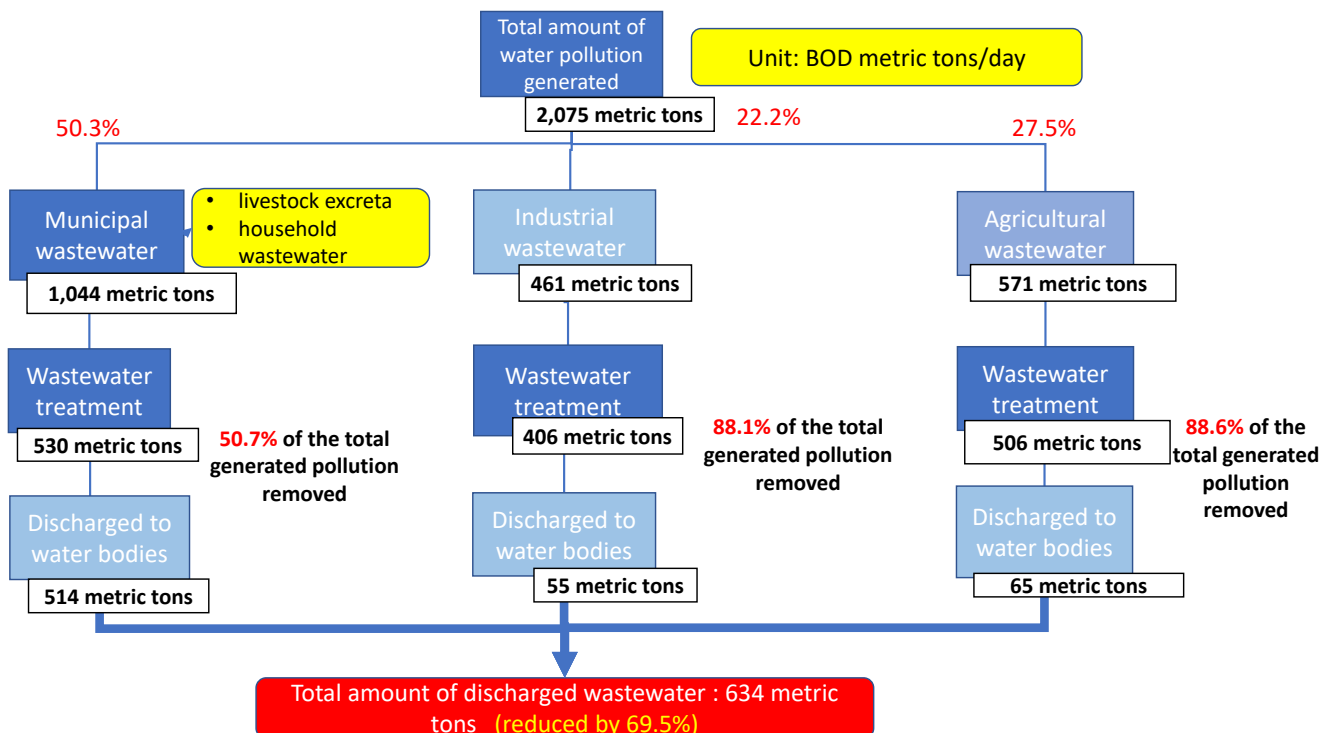 Total amount of
water pollution
generated
Unit: BOD metric tons/day
2,075 metric tons
50.3%
22.2%
27.5%
Municipal
wastewater
• livestock excreta
• household
wastewater
1,044 metric tons
Industrial
wastewater
461 metric tons
Agricultural
wastewater
571 metric tons
Wastewater
treatment
530 metric tons
50.7% of the total
generated pollution
removed
Wastewater
treatment
406 metric tons
88.1% of the total
generated pollution
removed
Wastewater
treatment
506 metric tons
88.6% of the
total generated
pollution
removed
Discharged to
water bodies
514 metric tons
Discharged to
water bodies
55 metric tons
Discharged to
water bodies
65 metric tons
Total amount of discharged wastewater : 634 metric
tons (reduced by 69.5%)